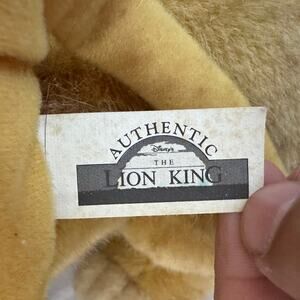 AUTHENTIC
Disney's
THE
LION KING